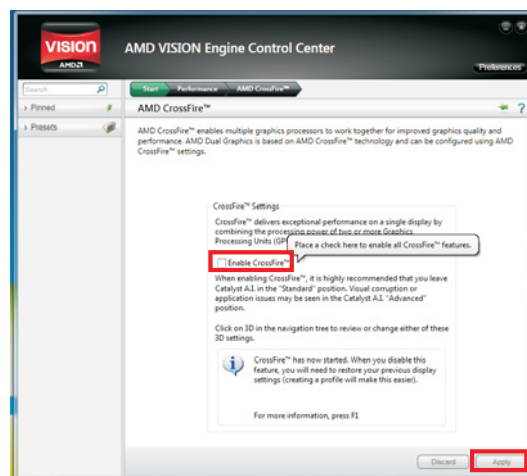 VISION
AMD
AMD VISION Engine Control Center
Preferences
Search
Start
Performance
AMD CrossFire™
> Pinned
> Presets
AMD CrossFire™
?
AMD CrossFire™ enables multiple graphics processors to work together for improved graphics quality and
performance. AMD Dual Graphics is based on AMD CrossFire™ technology and can be configured using AMD
CrossFire™ settings.
CrossFire™ Settings
CrossFire™ delivers exceptional performance on a single display by
combining the processing power of two or more Graphics
Processing Units (GP
Place a check here to enable all CrossFire™ features.
Enable CrossFire™
When enabling CrossFire™, it is highly recommended that you leave
Catalyst A.I. in the "Standard" position. Visual corruption or
application issues may be seen in the Catalyst A.I. "Advanced"
position.
Click on 3D in the navigation tree to review or change either of these
3D settings.
CrossFire™ has now started. When you disable this
feature, you will need to restore your previous display
settings (creating a profile will make this easier).
For more information, press F1
Discard
Apply